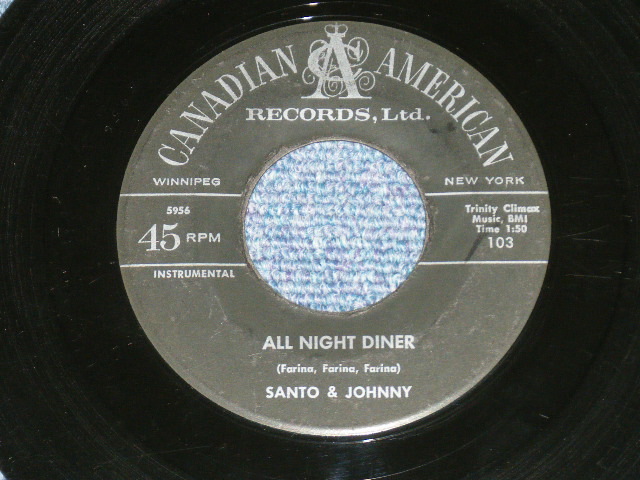 CANADIAN AMERICAN
RECORDS, Ltd.
WINNIPEG
NEW YORK
5956
45 RPM
INSTRUMENTAL
Trinity Climax
Music, BMI
Time 1:50
103
ALL NIGHT DINER
(Farina, Farina, Farina)
SANTO & JOHNNY